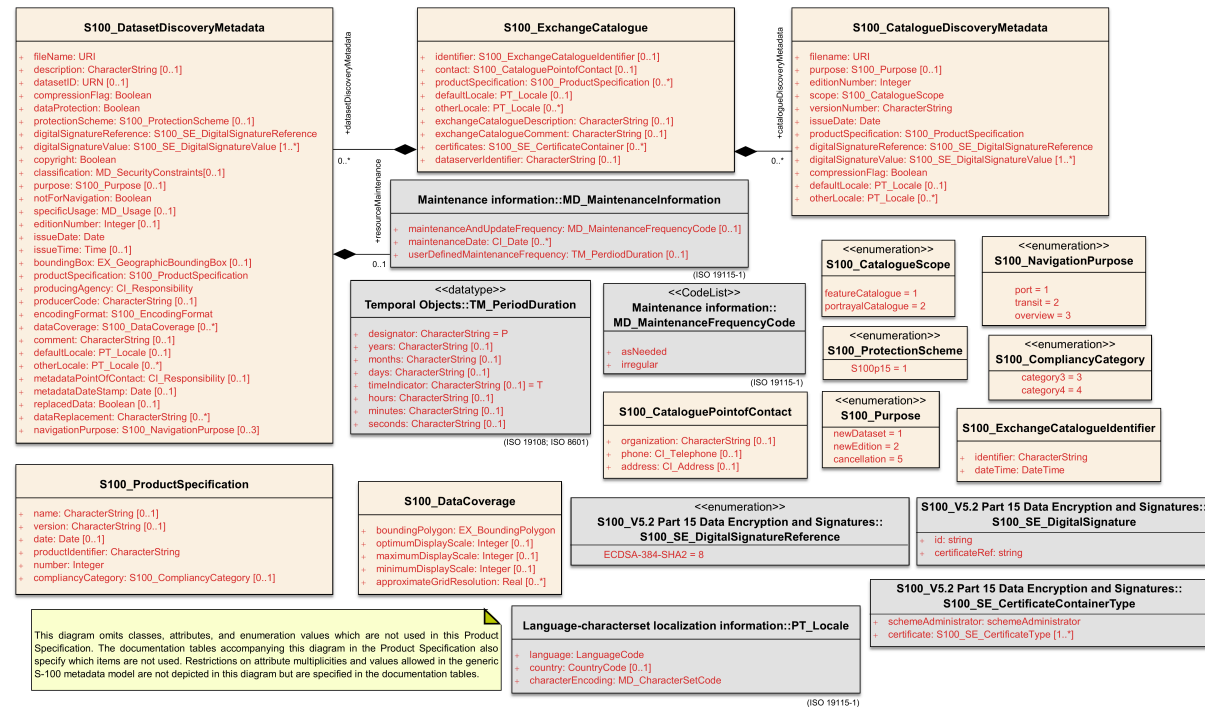 S100_DatasetDiscoveryMetadata
+ fileName: URI
+ description: CharacterString [0..1]
+ datasetID: URN [0..1]
+ compressionFlag: Boolean
+ dataProtection: Boolean
+ protectionScheme: S100_ProtectionScheme [0..1]
+ digitalSignatureReference: S100_SE_DigitalSignatureReference
+ digitalSignatureValue: S100_SE_DigitalSignatureValue [1..*]
+ copyright: Boolean
+ classification: MD_SecurityConstraints[0..1]
+ purpose: S100_Purpose [0..1]
+ notForNavigation: Boolean
+ specificUsage: MD_Usage [0..1]
+ editionNumber: Integer [0..1]
+ issueDate: Date
+ issueTime: Time [0..1]
+ boundingBox: EX_GeographicBoundingBox [0..1]
+ productSpecification: S100_ProductSpecification
+ producingAgency: CI_Responsibility
+ producerCode: CharacterString [0..1]
+ encodingFormat: S100_EncodingFormat
+ dataCoverage: S100_DataCoverage [0..*]
+ comment: CharacterString [0..1]
+ defaultLocale: PT_Locale [0..1]
+ otherLocale: PT_Locale [0..*]
+ metadataPointOfContact: CI_Responsibility [0..1]
+ metadataDateStamp: Date [0..1]
+ replacedData: Boolean [0..1]
+ dataReplacement: CharacterString [0..*]
+ navigationPurpose: S100_NavigationPurpose [0..3]
+datasetDiscoveryMetadata
0..*
+resourceMaintenance
0..1
S100_ExchangeCatalogue
+ identifier: S100_ExchangeCatalogueIdentifier [0..1]
+ contact: S100_CataloguePointofContact [0..1]
+ productSpecification: S100_ProductSpecification [0..*]
+ defaultLocale: PT_Locale [0..1]
+ otherLocale: PT_Locale [0..*]
+ exchangeCatalogueDescription: CharacterString [0..1]
+ exchangeCatalogueComment: CharacterString [0..1]
+ certificates: S100_SE_CertificateContainer [0..*]
+ dataserverIdentifier: CharacterString [0..1]
+catalogueDiscoveryMetadata
0..*
S100_CatalogueDiscoveryMetadata
+ filename: URI
+ purpose: S100_Purpose [0..1]
+ editionNumber: Integer
+ scope: S100_CatalogueScope
+ versionNumber: CharacterString
+ issueDate: Date
+ productSpecification: S100_ProductSpecification
+ digitalSignatureReference: S100_SE_DigitalSignatureReference
+ digitalSignatureValue: S100_SE_DigitalSignatureValue [1..*]
+ compressionFlag: Boolean
+ defaultLocale: PT_Locale [0..1]
+ otherLocale: PT_Locale [0..*]
Maintenance information::MD_MaintenanceInformation
+ maintenanceAndUpdateFrequency: MD_MaintenanceFrequencyCode [0..1]
+ maintenanceDate: CI_Date [0..*]
+ userDefinedMaintenanceFrequency: TM_PerdiodDuration [0..1]
(ISO 19115-1)
<<datatype>>
Temporal Objects::TM_PeriodDuration
+ designator: CharacterString = P
+ years: CharacterString [0..1]
+ months: CharacterString [0..1]
+ days: CharacterString [0..1]
+ timeIndicator: CharacterString [0..1] = T
+ hours: CharacterString [0..1]
+ minutes: CharacterString [0..1]
+ seconds: CharacterString [0..1]
(ISO 19108; ISO 8601)
<<CodeList>>
Maintenance information::
MD_MaintenanceFrequencyCode
+ asNeeded
+ irregular
(ISO 19115-1)
S100_CataloguePointofContact
+ organization: CharacterString [0..1]
+ phone: CI_Telephone [0..1]
+ address: CI_Address [0..1]
<<enumeration>>
S100_CatalogueScope
featureCatalogue = 1
portrayalCatalogue = 2
<<enumeration>>
S100_NavigationPurpose
port = 1
transit = 2
overview = 3
<<enumeration>>
S100_ProtectionScheme
S100p15 = 1
<<enumeration>>
S100_CompliancyCategory
category3 = 3
category4 = 4
<<enumeration>>
S100_Purpose
newDataset = 1
newEdition = 2
cancellation = 5
S100_ExchangeCatalogueIdentifier
+ identifier: CharacterString
+ dateTime: DateTime
S100_ProductSpecification
+ name: CharacterString [0..1]
+ version: CharacterString [0..1]
+ date: Date [0..1]
+ productIdentifier: CharacterString
+ number: Integer
+ compliancyCategory: S100_CompliancyCategory [0..1]
S100_DataCoverage
+ boundingPolygon: EX_BoundingPolygon
+ optimumDisplayScale: Integer [0..1]
+ maximumDisplayScale: Integer [0..1]
+ minimumDisplayScale: Integer [0..1]
+ approximateGridResolution: Real [0..*]
<<enumeration>>
S100_V5.2 Part 15 Data Encryption and Signatures::
S100_SE_DigitalSignatureReference
ECDSA-384-SHA2 = 8
S100_V5.2 Part 15 Data Encryption and Signatures::
S100_SE_DigitalSignature
+ id: string
+ certificateRef: string
S100_V5.2 Part 15 Data Encryption and Signatures::
S100_SE_CertificateContainerType
+ schemeAdministrator: schemeAdministrator
+ certificate: S100_SE_CertificateType [1..*]
This diagram omits classes, attributes, and enumeration values which are not used in this Product
Specification. The documentation tables accompanying this diagram in the Product Specification also
specify which items are not used. Restrictions on attribute multiplicities and values allowed in the generic
S-100 metadata model are not depicted in this diagram but are specified in the documentation tables.
Language-characterset localization information::PT_Locale
+ language: LanguageCode
+ country: CountryCode [0..1]
+ characterEncoding: MD_CharacterSetCode
(ISO 19115-1)